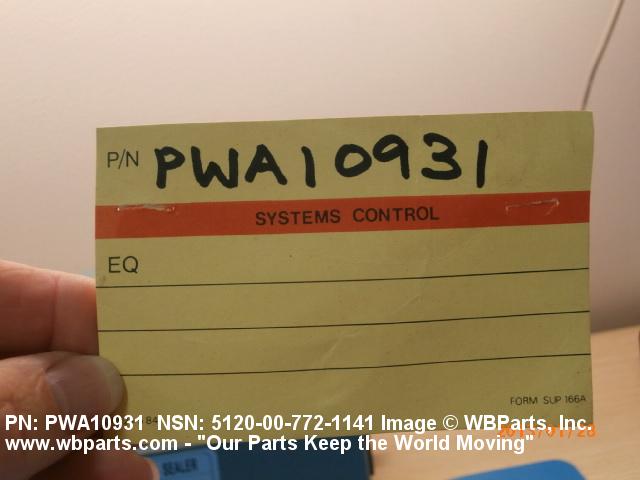 P/N PWA10931
SYSTEMS CONTROL
EQ
FORM SUP 166A
PN: PWA10931 NSN: 5120-00-772-1141 Image © WBParts, Inc.
www.wbparts.com - "Our Parts Keep the World Moving"
SEALER